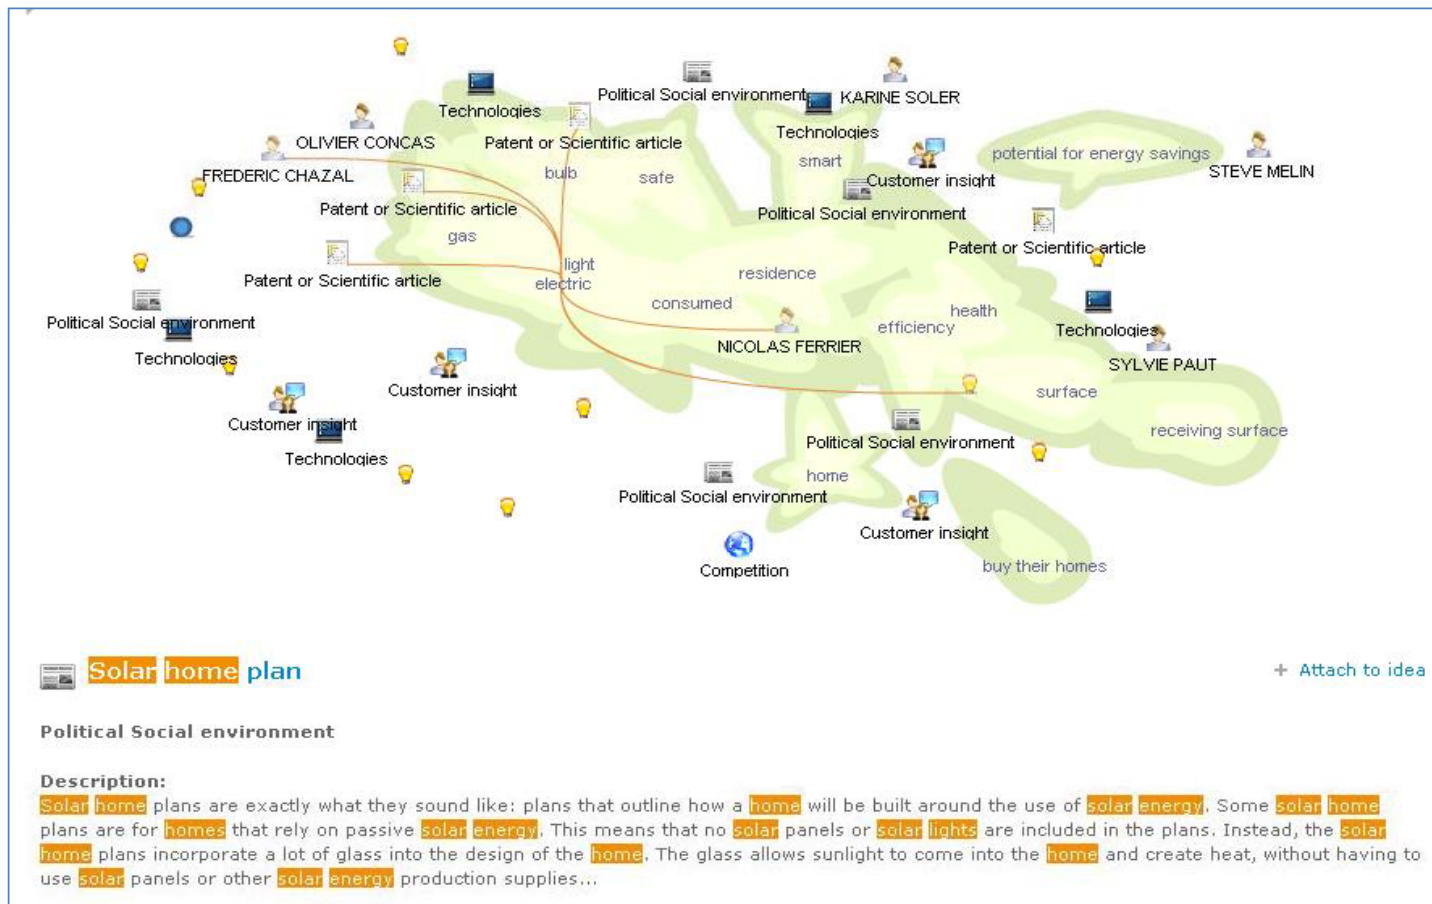 Political Social environment
KARINE SOLER
Technologies
Technologies
OLIVIER CONCAS
Patent or Scientific article
smart
potential for energy savings
STEVE MELIN
FREDERIC CHAZAL
bulb
safe
Customer insight
Patent or Scientific article
Political Social environment
gas
Patent or Scientific article
Patent or Scientific article
light
electric
residence
consumed
health
efficiency
Political Social environment
Technologies
Technologies
NICOLAS FERRIER
SYLVIE PAUT
Customer insight
surface
Customer insight
receiving surface
Technologies
Political Social environment
home
Political Social environment
Customer insight
Competition
buy their homes
Solar home plan
+ Attach to idea
Political Social environment
Description:
Solar home plans are exactly what they sound like: plans that outline how a home will be built around the use of solar energy. Some solar home
plans are for homes that rely on passive solar energy. This means that no solar panels or solar lights are included in the plans. Instead, the solar
home plans incorporate a lot of glass into the design of the home. The glass allows sunlight to come into the home and create heat, without having to
use solar panels or other solar energy production supplies...